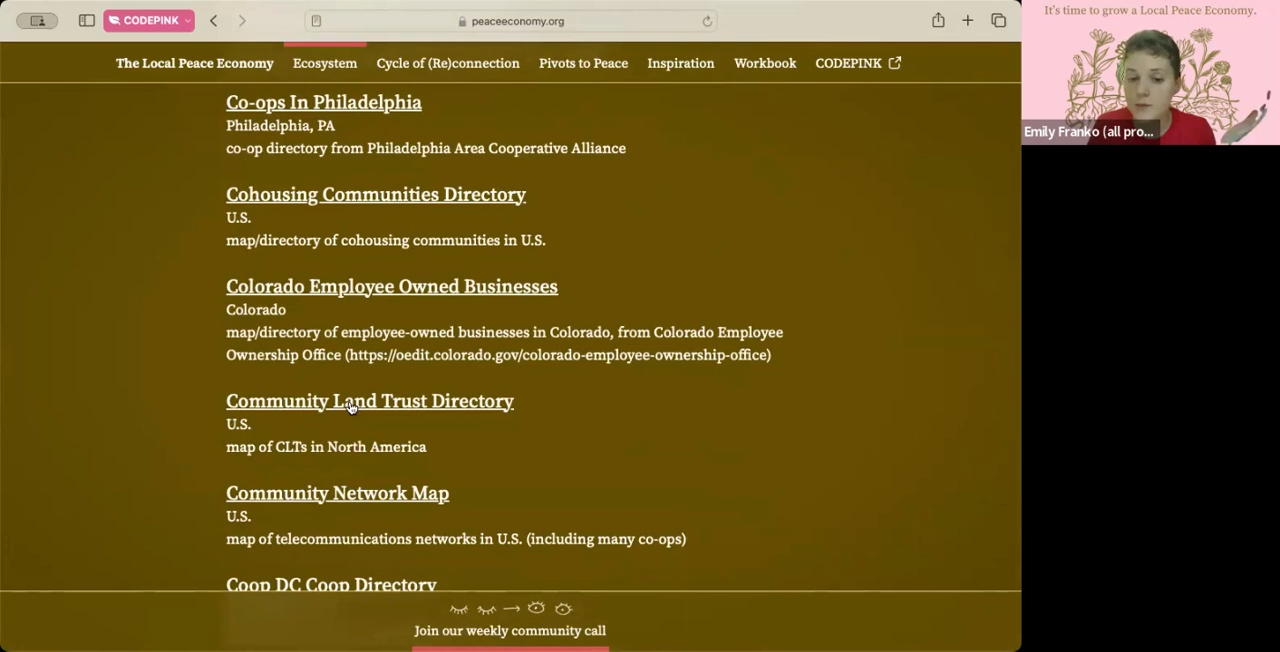 CODEPINK
peaceeconomy.org
The Local Peace Economy
Ecosystem
Cycle of (Re)connection
Pivots to Peace
Inspiration
Workbook
CODEPINK
Co-ops In Philadelphia
Philadelphia, PA
co-op directory from Philadelphia Area Cooperative Alliance
Cohousing Communities Directory
U.S.
map/directory of cohousing communities in U.S.
Colorado Employee Owned Businesses
Colorado
map/directory of employee-owned businesses in Colorado, from Colorado Employee
Ownership Office (https://oedit.colorado.gov/colorado-employee-ownership-office)
Community Land Trust Directory
U.S.
map of CLTs in North America
Community Network Map
U.S.
map of telecommunications networks in U.S. (including many co-ops)
Coop DC Coop Directory
Join our weekly community call
It's time to grow a Local Peace Economy.
Emily Franko (all pro...